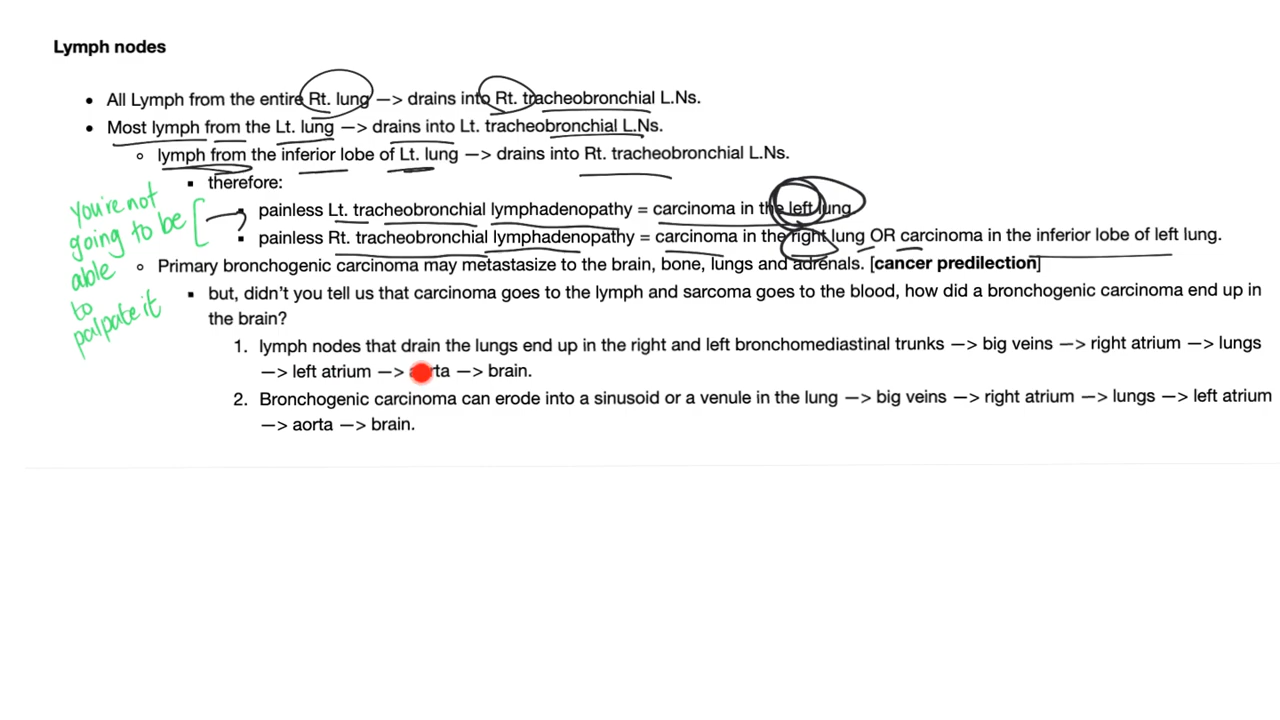 Lymph nodes
All Lymph from the entire Rt. lung —> drains into Rt. tracheobronchial L.Ns.
Most lymph from the Lt. lung —> drains into Lt. tracheobronchial L.Ns.
lymph from the inferior lobe of Lt. lung —> drains into Rt. tracheobronchial L.Ns.
therefore:
painless Lt. tracheobronchial lymphadenopathy = carcinoma in the left lung
painless Rt. tracheobronchial lymphadenopathy = carcinoma in the right lung OR carcinoma in the inferior lobe of left lung.
Primary bronchogenic carcinoma may metastasize to the brain, bone, lungs and adrenals. [cancer predilection]
but, didn't you tell us that carcinoma goes to the lymph and sarcoma goes to the blood, how did a bronchogenic carcinoma end up in
the brain?
1. lymph nodes that drain the lungs end up in the right and left bronchomediastinal trunks —> big veins —> right atrium —> lungs
—> left atrium —> aorta —> brain.
2. Bronchogenic carcinoma can erode into a sinusoid or a venule in the lung —> big veins —> right atrium —> lungs —> left atrium
—> aorta —> brain.
You're not
going to be
able
to
palpate it